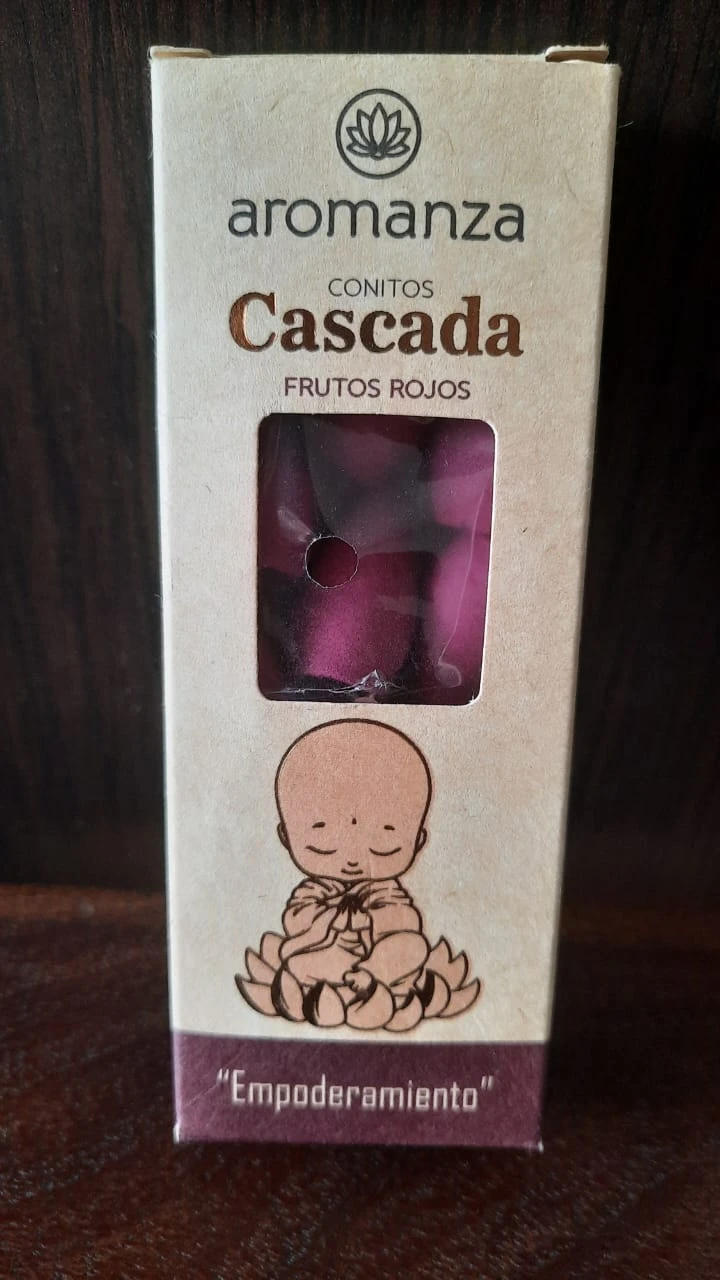 aromanza
CONITOS
Cascada
FRUTOS ROJOS
“Empoderamiento”